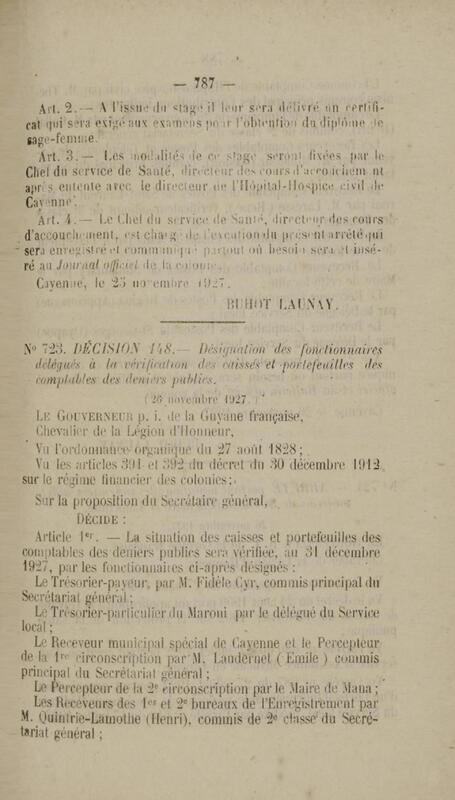 — 787 —
Art. 2.— A l'issue du stage il leur sera délivré un certifi-
cat qui sera exigé aux examens pour l'obtention du diplôme de
sage-femme.
Art. 3.— Les modalités de ce stage seront fixées par le
Chef du service de Santé, directeur des cours d'accouchement
après entente avec le directeur de l'Hôpital-Hospice civil de
Cayenne.
Art. 4.— Le Chef du service de Santé, directeur des cours
d'accouchement, est chargé de l'exécution du présent arrêté qui
sera enregistré et communiqué partout où besoin sera et insé-
ré au Journal officiel de la colonie.
Cayenne, le 25 novembre 1927.
BUHOT LAUNAY.
N° 723. DÉCISION 148.— Désignation des fonctionnaires
délégués à la vérification des caisses et portefeuilles des
comptables des deniers publics.
(26 novembre 1927.)
LE GOUVERNEUR p. i. de la Guyane française,
Chevalier de la Légion d'Honneur,
Vu l'ordonnance organique du 27 août 1828;
Vu les articles 391 et 392 du décret du 30 décembre 1912
sur le régime financier des colonies;
Sur la proposition du Secrétaire général,
DÉCIDE :
Article 1er. — La situation des caisses et portefeuilles des
comptables des deniers publics sera vérifiée, au 31 décembre
1927, par les fonctionnaires ci-après désignés :
Le Trésorier-payeur, par M. Fidèle Cyr, commis principal du
Secrétariat général;
Le Trésorier-particulier du Maroni par le délégué du Service
local;
Le Receveur municipal spécial de Cayenne et le Percepteur
de la 1re circonscription par M. Landernet (Emile) commis
principal du Secrétariat général;
Le Percepteur de la 2e circonscription par le Maire de Mana;
Les Receveurs des 1er et 2e bureaux de l'Enregistrement par
M. Quintrie-Lamothe (Henri), commis de 2e classe du Secré-
tariat général;